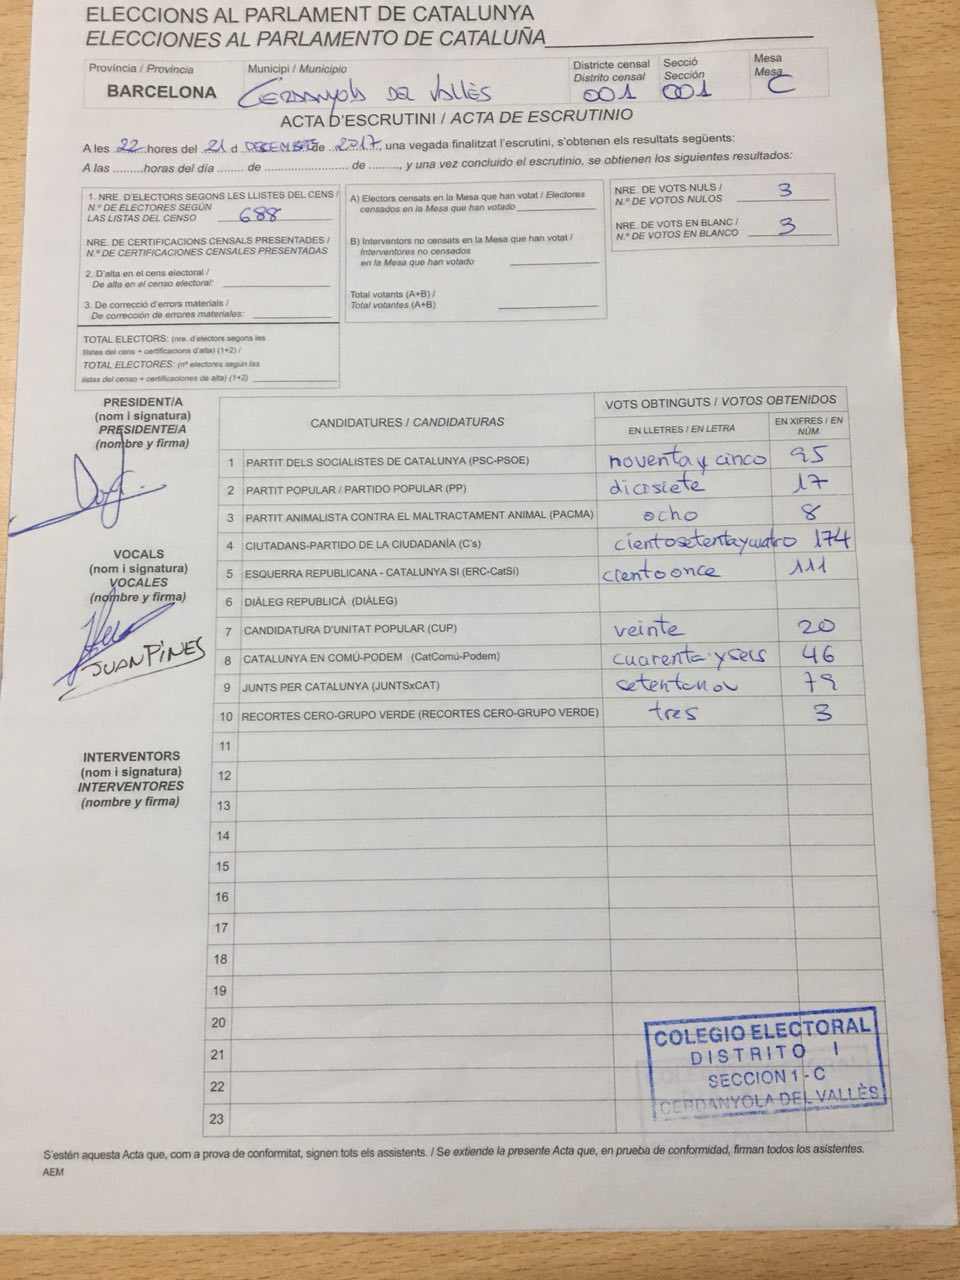 ELECCIONS AL PARLAMENT DE CATALUNYA
ELECCIONES AL PARLAMENTO DE CATALUÑA
Província / Provincia
BARCELONA
Municipi / Municipio
CERDANYOLA DEL VALLÈS
Districte censal
Distrito censal
001
Secció
Sección
001
Mesa
Mesa
C
ACTA D'ESCRUTINI / ACTA DE ESCRUTINIO
A les 22 hores del 21 d DESEMBRE de 2017, una vegada finalitzat l'escrutini, s'obtenen els resultats següents:
A las .........horas del día ..... de ........................ de ........., y una vez concluido el escrutinio, se obtienen los siguientes resultados:
1. NRE. D'ELECTORS SEGONS LES LLISTES DEL CENS /
N.º DE ELECTORES SEGÚN
LAS LISTAS DEL CENSO 688
NRE. DE CERTIFICACIONS CENSALS PRESENTADES /
N.º DE CERTIFICACIONES CENSALES PRESENTADAS
2. D'alta en el cens electoral /
De alta en el censo electoral:
3. De correcció d'errors materials /
De corrección de errores materiales:
TOTAL ELECTORS: (nre. d'electors segons les
llistes del cens + certificacions d'alta) (1+2) /
TOTAL ELECTORES: (nº electores según las
listas del censo + certificaciones de alta) (1+2)
A) Electors censats en la Mesa que han votat / Electores
censados en la Mesa que han votado
B) Interventors no censats en la Mesa que han votat /
Interventores no censados
en la Mesa que han votado
Total votants (A+B) /
Total votantes (A+B)
NRE. DE VOTS NULS /
N.º DE VOTOS NULOS 3
NRE. DE VOTS EN BLANC /
N.º DE VOTOS EN BLANCO 3
PRESIDENT/A
(nom i signatura)
PRESIDENTE/A
(nombre y firma)
VOCALS
(nom i signatura)
VOCALES
(nombre y firma)
JUAN PINES
INTERVENTORS
(nom i signatura)
INTERVENTORES
(nombre y firma)
CANDIDATURES / CANDIDATURAS
VOTS OBTINGUTS / VOTOS OBTENIDOS
EN LLETRES / EN LETRA
EN XIFRES / EN NÚM.
1 PARTIT DELS SOCIALISTES DE CATALUNYA (PSC-PSOE) noventa y cinco 95
2 PARTIT POPULAR / PARTIDO POPULAR (PP) diecisiete 17
3 PARTIT ANIMALISTA CONTRA EL MALTRACTAMENT ANIMAL (PACMA) ocho 8
4 CIUTADANS-PARTIDO DE LA CIUDADANÍA (C's) cientosetentaycuatro 174
5 ESQUERRA REPUBLICANA - CATALUNYA SI (ERC-CatSí) ciento once 111
6 DIÀLEG REPUBLICÀ (DIÀLEG)
7 CANDIDATURA D'UNITAT POPULAR (CUP) veinte 20
8 CATALUNYA EN COMÚ-PODEM (CatComú-Podem) cuarenta y seis 46
9 JUNTS PER CATALUNYA (JUNTSxCAT) 79
10 RECORTES CERO-GRUPO VERDE (RECORTES CERO-GRUPO VERDE) tres 3
11
12
13
14
15
16
17
18
19
20
21
22
23
COLEGIO ELECTORAL
DISTRITO I
SECCION 1 - C
CERDANYOLA DEL VALLÈS
S'estén aquesta Acta que, com a prova de conformitat, signen tots els assistents. / Se extiende la presente Acta que, en prueba de conformidad, firman todos los asistentes.
AEM